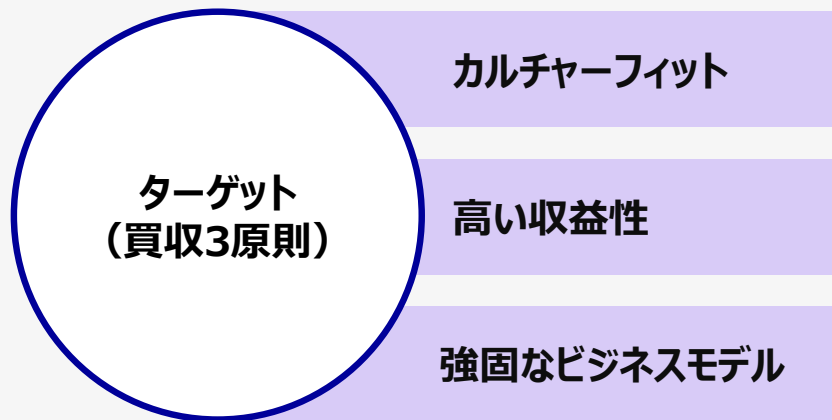 ターゲット
（買収3原則）
カルチャーフィット
高い収益性
強固なビジネスモデル